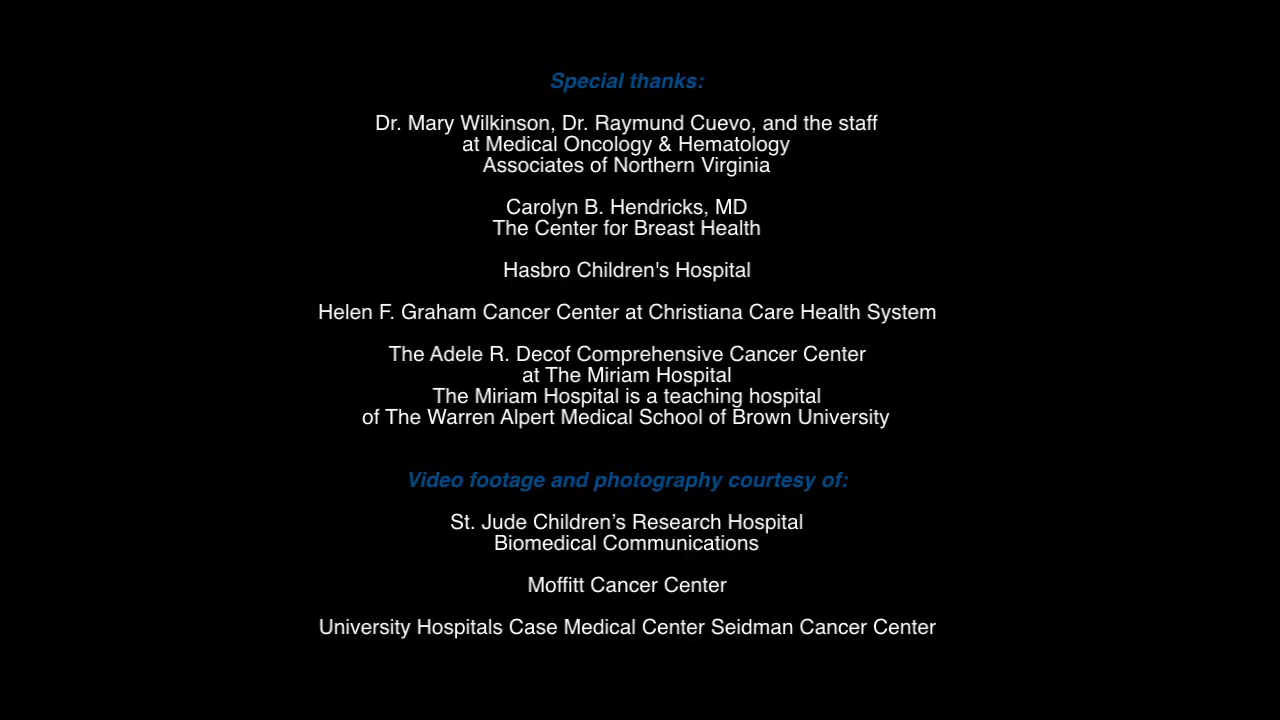 Special thanks:
Dr. Mary Wilkinson, Dr. Raymund Cuevo, and the staff
at Medical Oncology & Hematology
Associates of Northern Virginia
Carolyn B. Hendricks, MD
The Center for Breast Health
Hasbro Children's Hospital
Helen F. Graham Cancer Center at Christiana Care Health System
The Adele R. Decof Comprehensive Cancer Center
at The Miriam Hospital
The Miriam Hospital is a teaching hospital
of The Warren Alpert Medical School of Brown University
Video footage and photography courtesy of:
St. Jude Children’s Research Hospital
Biomedical Communications
Moffitt Cancer Center
University Hospitals Case Medical Center Seidman Cancer Center